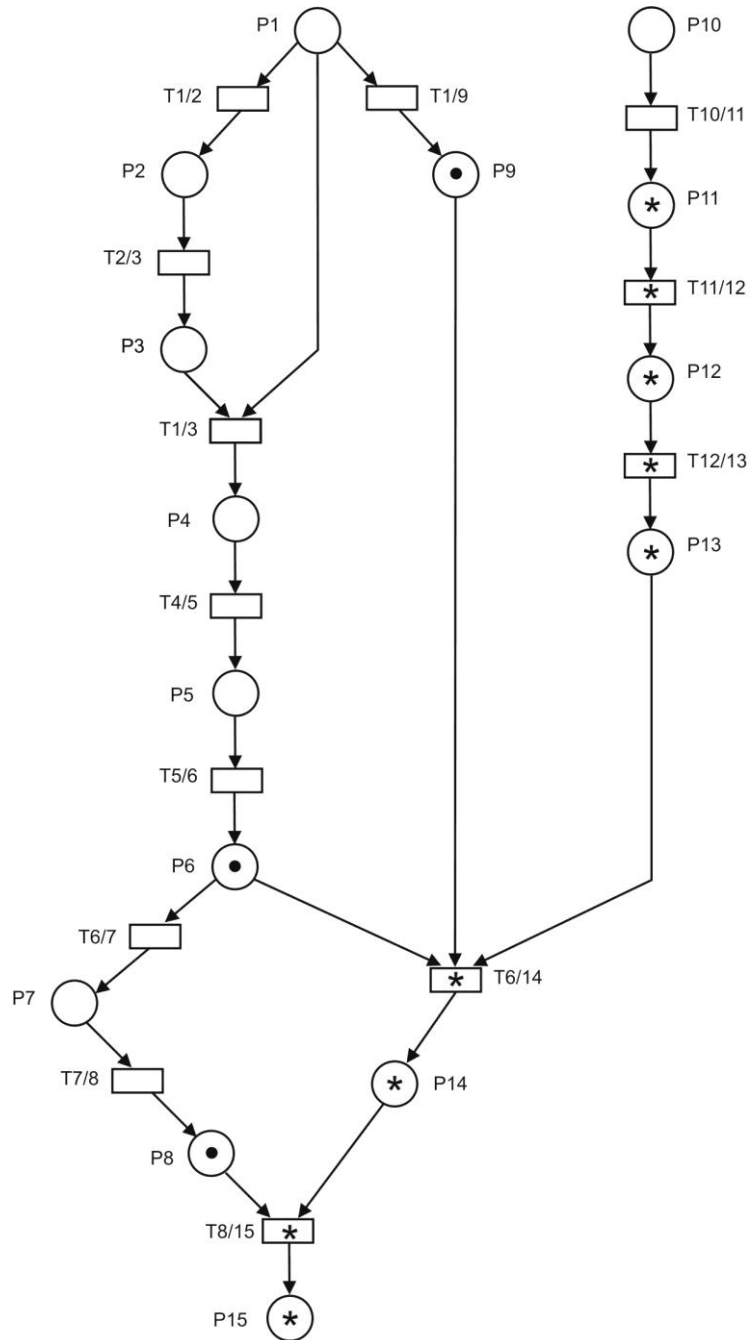 P1
P10
T1/2
T1/9
T10/11
P2
P9
P11
*
T2/3
T11/12
*
P3
P12
*
T1/3
T12/13
*
P4
P13
*
T4/5
P5
T5/6
P6
T6/7
T6/14
*
P7
T7/8
P14
*
P8
T8/15
*
P15
*